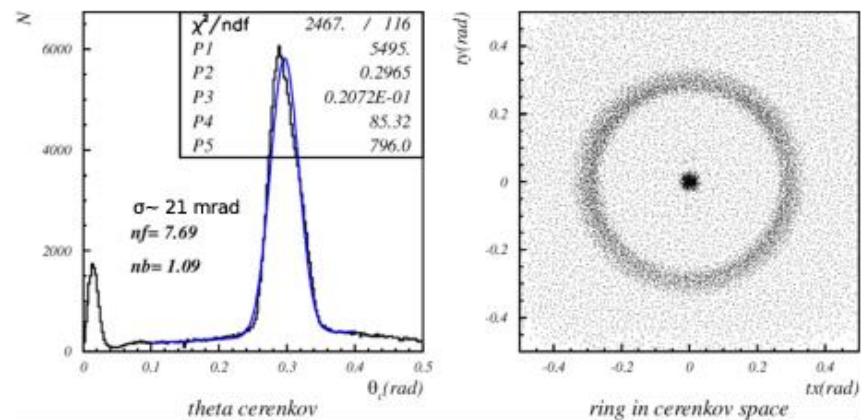 N
6000
4000
2000
0
χ²/ndf 2467. / 116
P1 5495.
P2 0.2965
P3 0.2072E-01
P4 85.32
P5 796.0
σ~ 21 mrad
nf= 7.69
nb= 1.09
0 0.1 0.2 0.3 0.4 0.5
θc(rad)
theta cerenkov
ty(rad)
0.4
0.2
0
-0.2
-0.4
-0.4 -0.2 0 0.2 0.4
tx(rad)
ring in cerenkov space